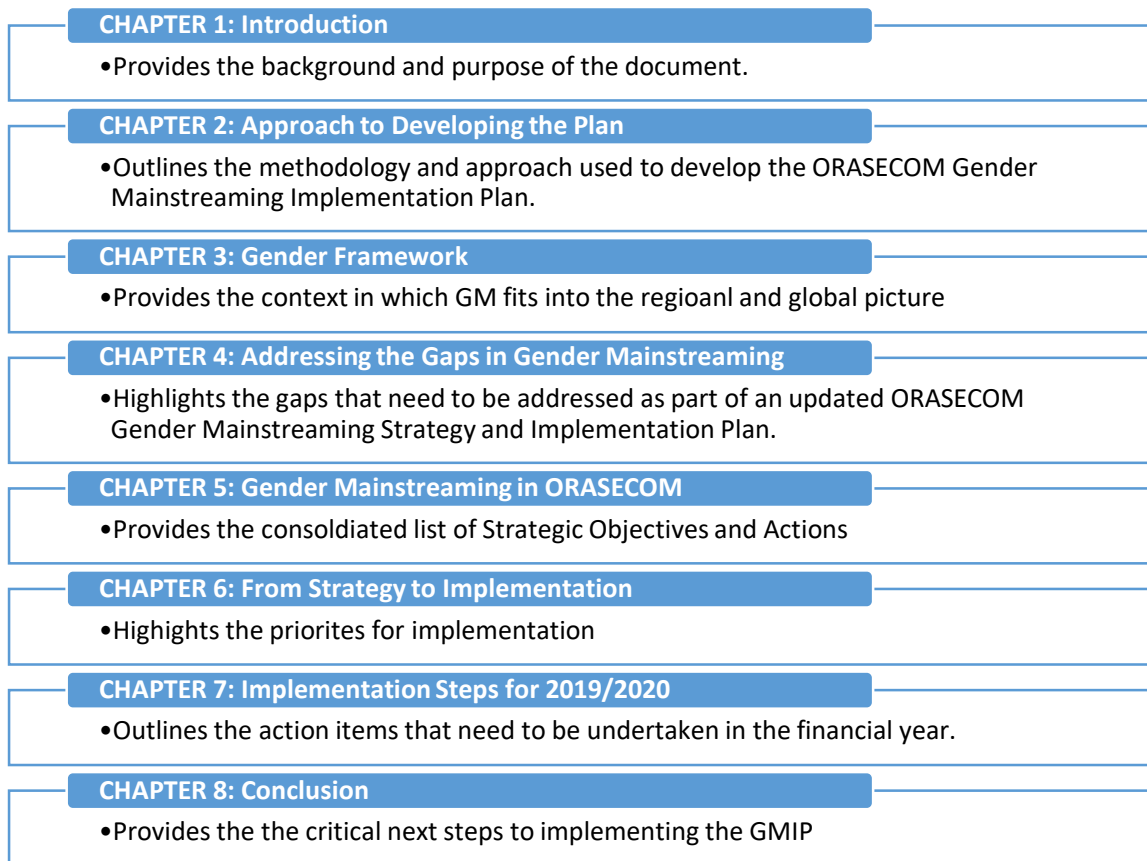 CHAPTER 1: Introduction
•Provides the background and purpose of the document.
CHAPTER 2: Approach to Developing the Plan
•Outlines the methodology and approach used to develop the ORASECOM Gender
Mainstreaming Implementation Plan.
CHAPTER 3: Gender Framework
•Provides the context in which GM fits into the regioanl and global picture
CHAPTER 4: Addressing the Gaps in Gender Mainstreaming
•Highlights the gaps that need to be addressed as part of an updated ORASECOM
Gender Mainstreaming Strategy and Implementation Plan.
CHAPTER 5: Gender Mainstreaming in ORASECOM
•Provides the consoldiated list of Strategic Objectives and Actions
CHAPTER 6: From Strategy to Implementation
•Highights the priorites for implementation
CHAPTER 7: Implementation Steps for 2019/2020
•Outlines the action items that need to be undertaken in the financial year.
CHAPTER 8: Conclusion
•Provides the the critical next steps to implementing the GMIP